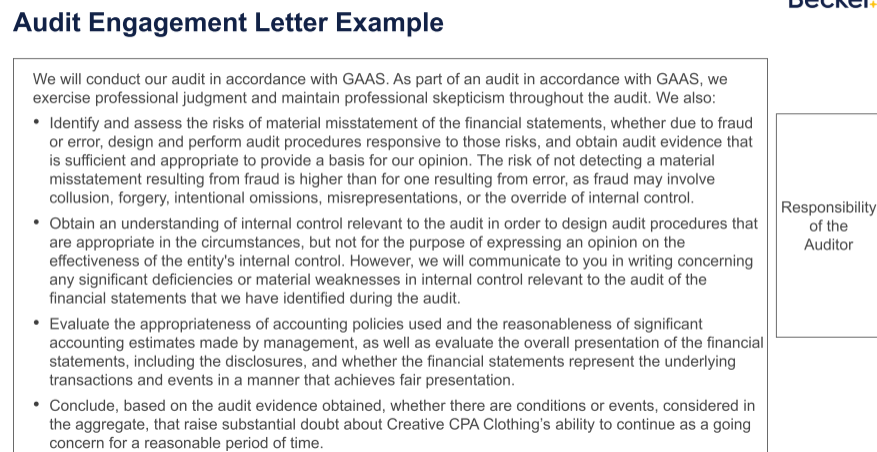 Becker
Audit Engagement Letter Example
We will conduct our audit in accordance with GAAS. As part of an audit in accordance with GAAS, we
exercise professional judgment and maintain professional skepticism throughout the audit. We also:
• Identify and assess the risks of material misstatement of the financial statements, whether due to fraud
or error, design and perform audit procedures responsive to those risks, and obtain audit evidence that
is sufficient and appropriate to provide a basis for our opinion. The risk of not detecting a material
misstatement resulting from fraud is higher than for one resulting from error, as fraud may involve
collusion, forgery, intentional omissions, misrepresentations, or the override of internal control.
• Obtain an understanding of internal control relevant to the audit in order to design audit procedures that
are appropriate in the circumstances, but not for the purpose of expressing an opinion on the
effectiveness of the entity's internal control. However, we will communicate to you in writing concerning
any significant deficiencies or material weaknesses in internal control relevant to the audit of the
financial statements that we have identified during the audit.
• Evaluate the appropriateness of accounting policies used and the reasonableness of significant
accounting estimates made by management, as well as evaluate the overall presentation of the financial
statements, including the disclosures, and whether the financial statements represent the underlying
transactions and events in a manner that achieves fair presentation.
• Conclude, based on the audit evidence obtained, whether there are conditions or events, considered in
the aggregate, that raise substantial doubt about Creative CPA Clothing's ability to continue as a going
concern for a reasonable period of time.
Responsibility
of the
Auditor